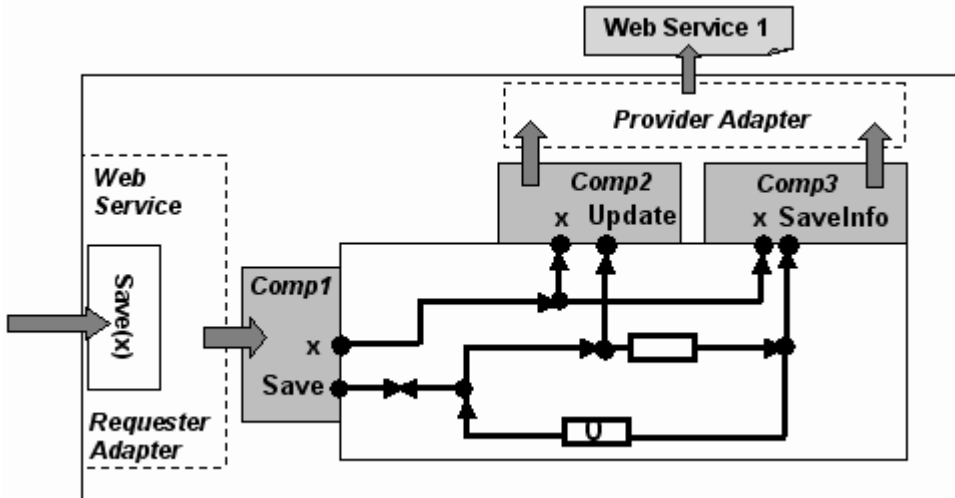 Web Service 1
Provider Adapter
Comp2
x Update
Comp3
x SaveInfo
Web
Service
Save(x)
Requester
Adapter
Comp1
x
Save
U